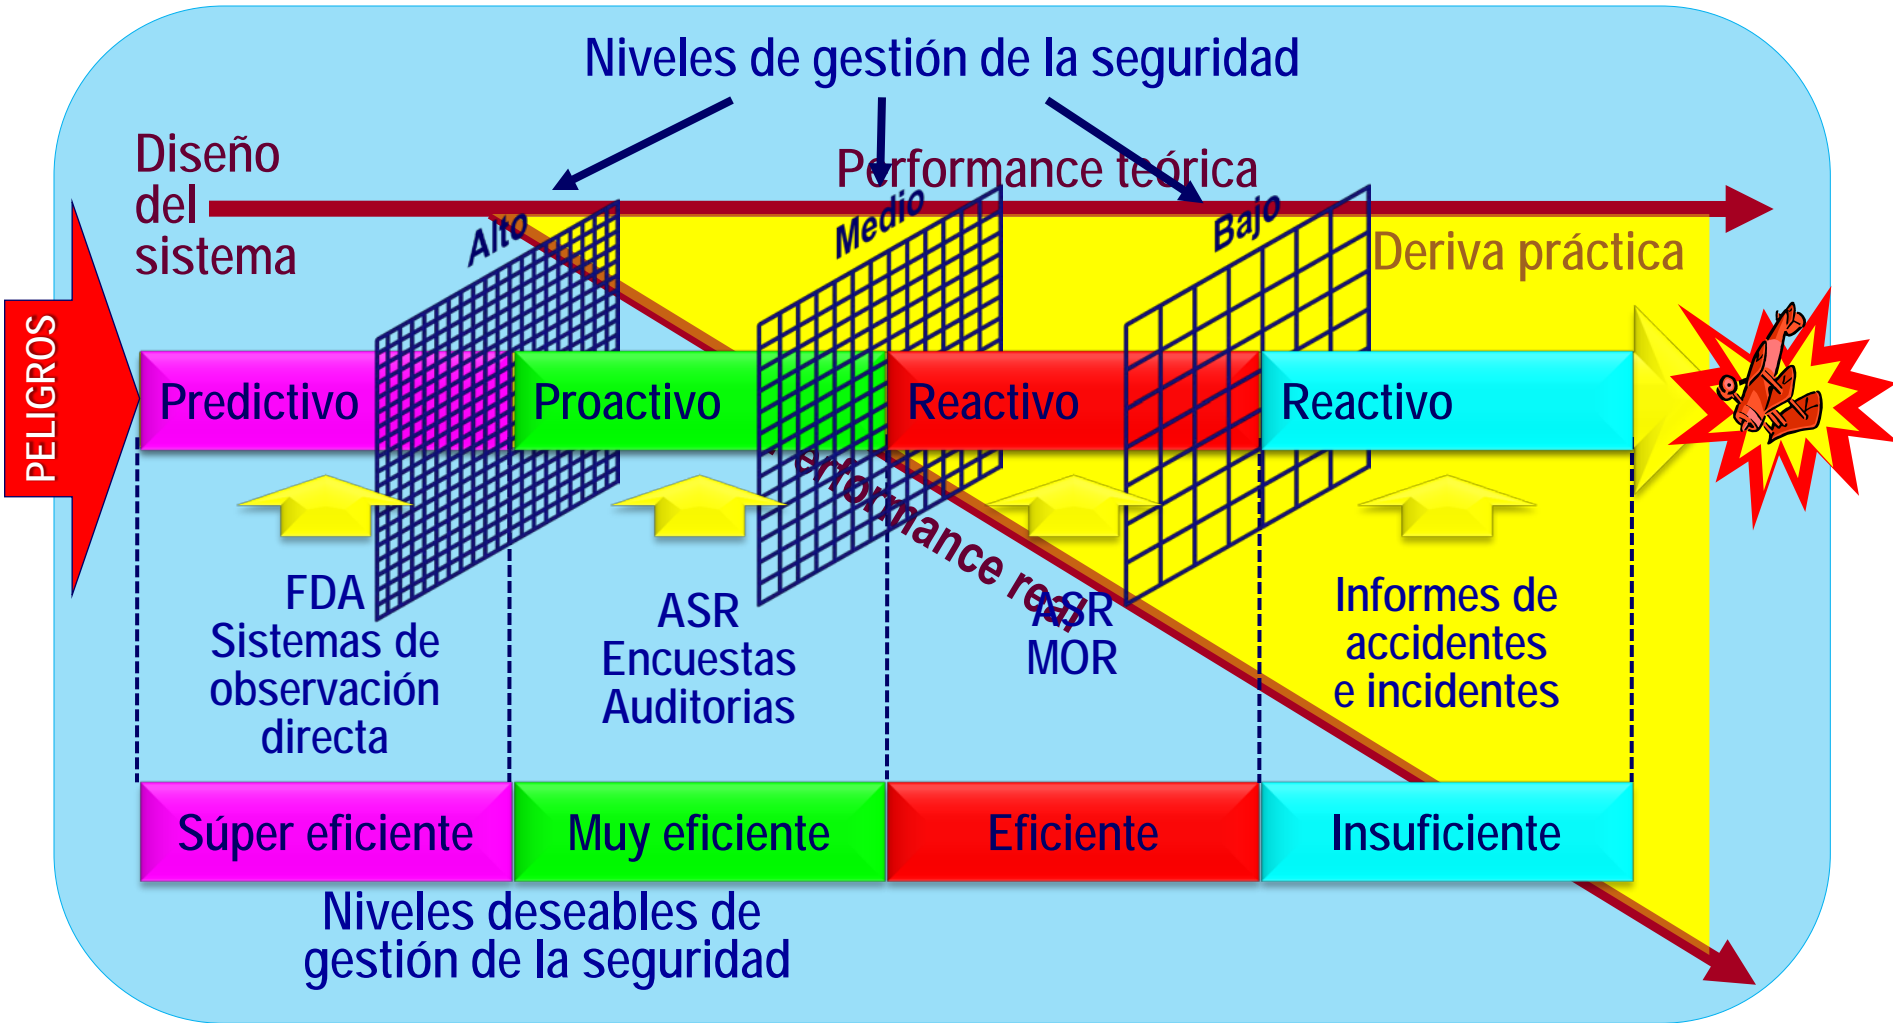 Niveles de gestión de la seguridad
Diseño
del
sistema
Performance teórica
Alto
Medio
Bajo
Deriva práctica
PELIGROS
Predictivo
Proactivo
Reactivo
Reactivo
Performance real
FDA
Sistemas de
observación
directa
ASR
Encuestas
Auditorias
ASR
MOR
Informes de
accidentes
e incidentes
Súper eficiente
Muy eficiente
Eficiente
Insuficiente
Niveles deseables de
gestión de la seguridad